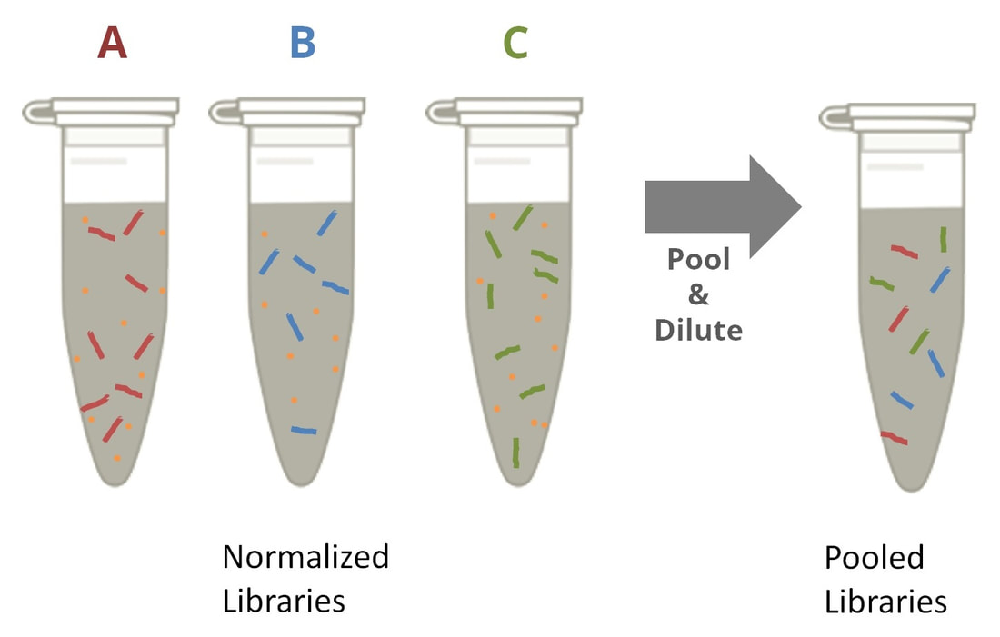 A
B
C
Pool
&
Dilute
Normalized
Libraries
Pooled
Libraries